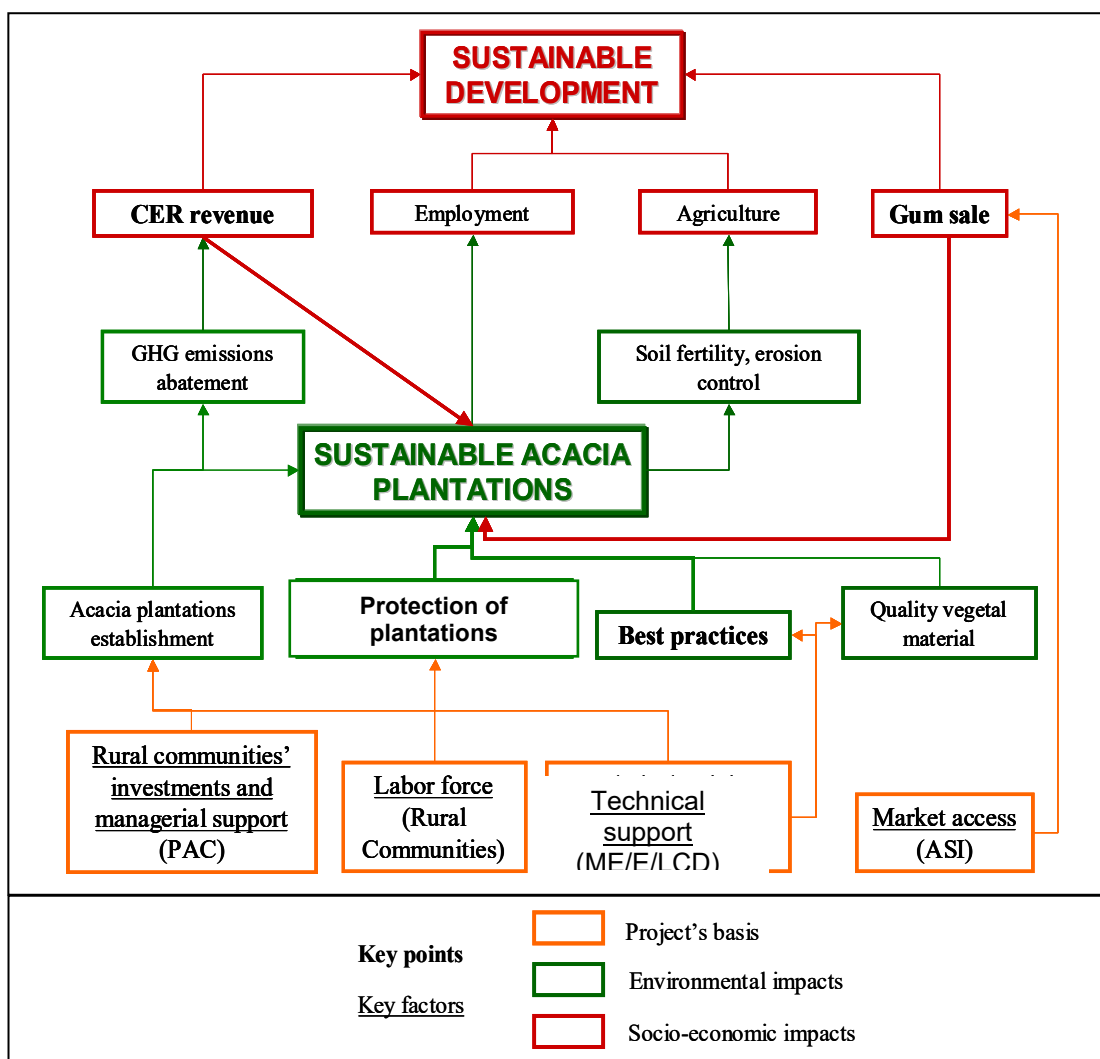 SUSTAINABLE
DEVELOPMENT
CER revenue
Employment
Agriculture
Gum sale
GHG emissions
abatement
Soil fertility, erosion
control
SUSTAINABLE ACACIA
PLANTATIONS
Acacia plantations
establishment
Protection of
plantations
Best practices
Quality vegetal
material
Rural communities’
investments and
managerial support
(PAC)
Labor force
(Rural
Communities)
Technical
support
(ME/E/LCD)
Market access
(ASI)
Key points
Key factors
Project’s basis
Environmental impacts
Socio-economic impacts